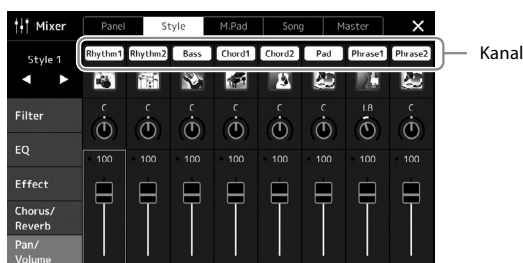 Mixer
Panel Style M.Pad Song Master
Style 1
Rhythm1 Rhythm2 Bass Chord1 Chord2 Pad Phrase1 Phrase2
Kanal
C C C C C C L8 C
Filter
EQ
100 100 100 100 100 100 100 100
Effect
Chorus/
Reverb
Pan/
Volume